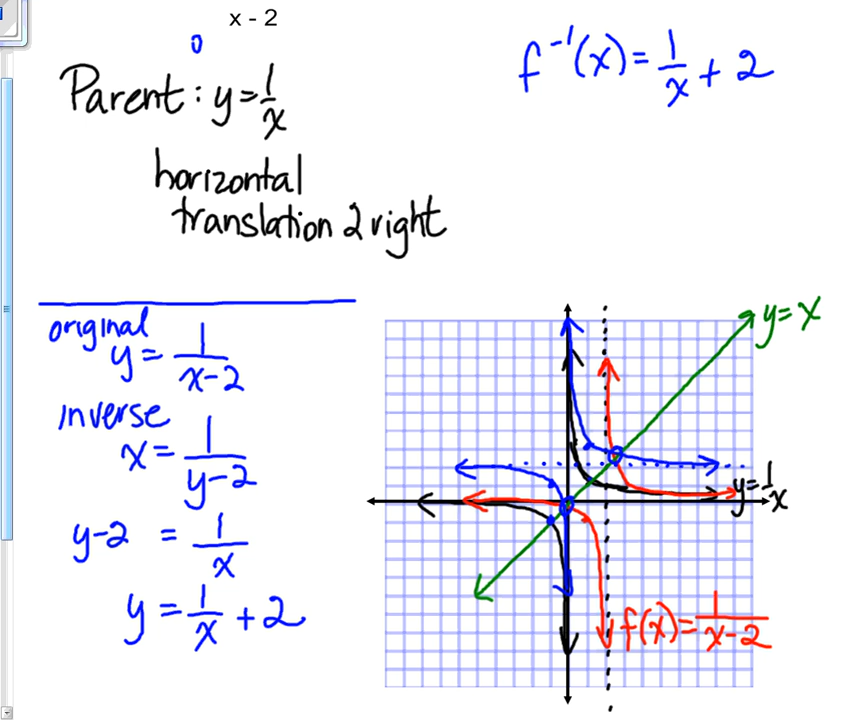 x - 2
0
Parent: y = 1/x
horizontal
translation 2 right
f⁻¹(x) = 1/x + 2
original
y = 1/(x-2)
inverse
x = 1/(y-2)
y-2 = 1/x
y = 1/x + 2
y = x
y = 1/x
f(x) = 1/(x-2)